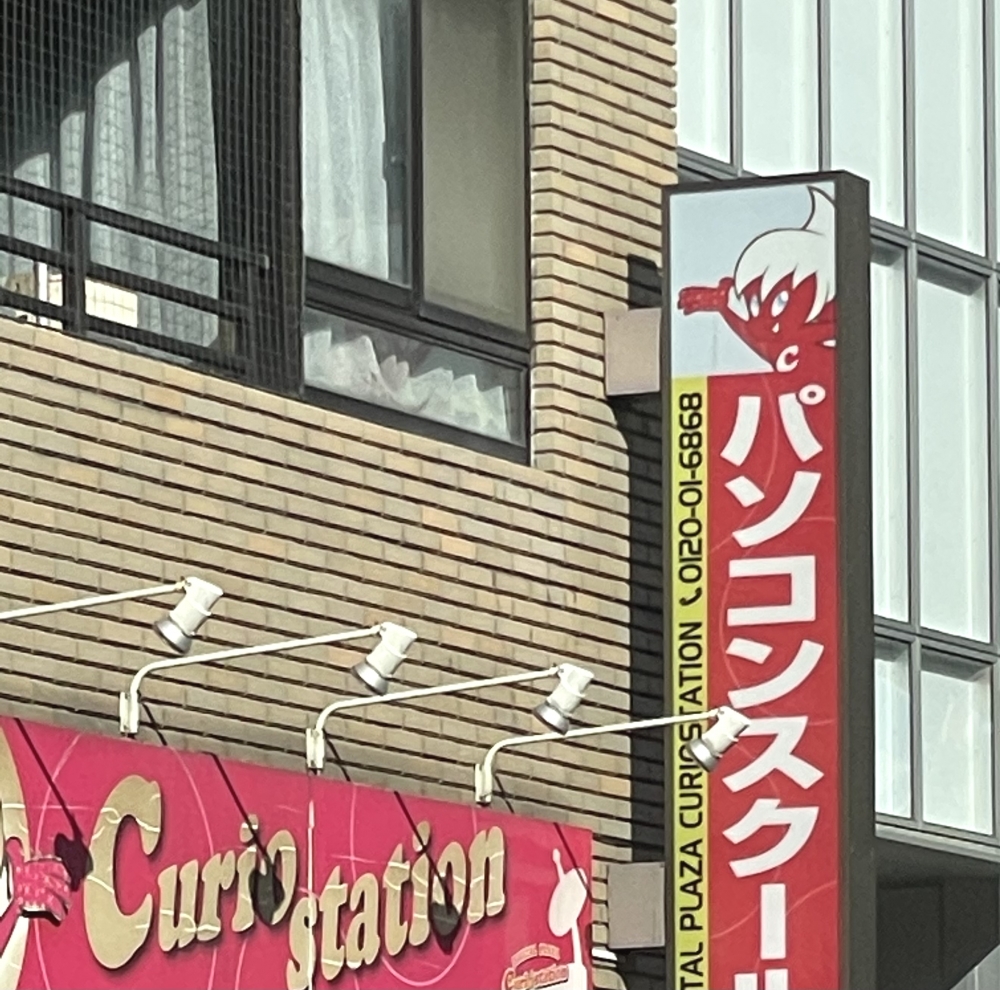 Curio
station
C
パソコンスクー
TAL PLAZA CURIOSTATION 0120-01-6868